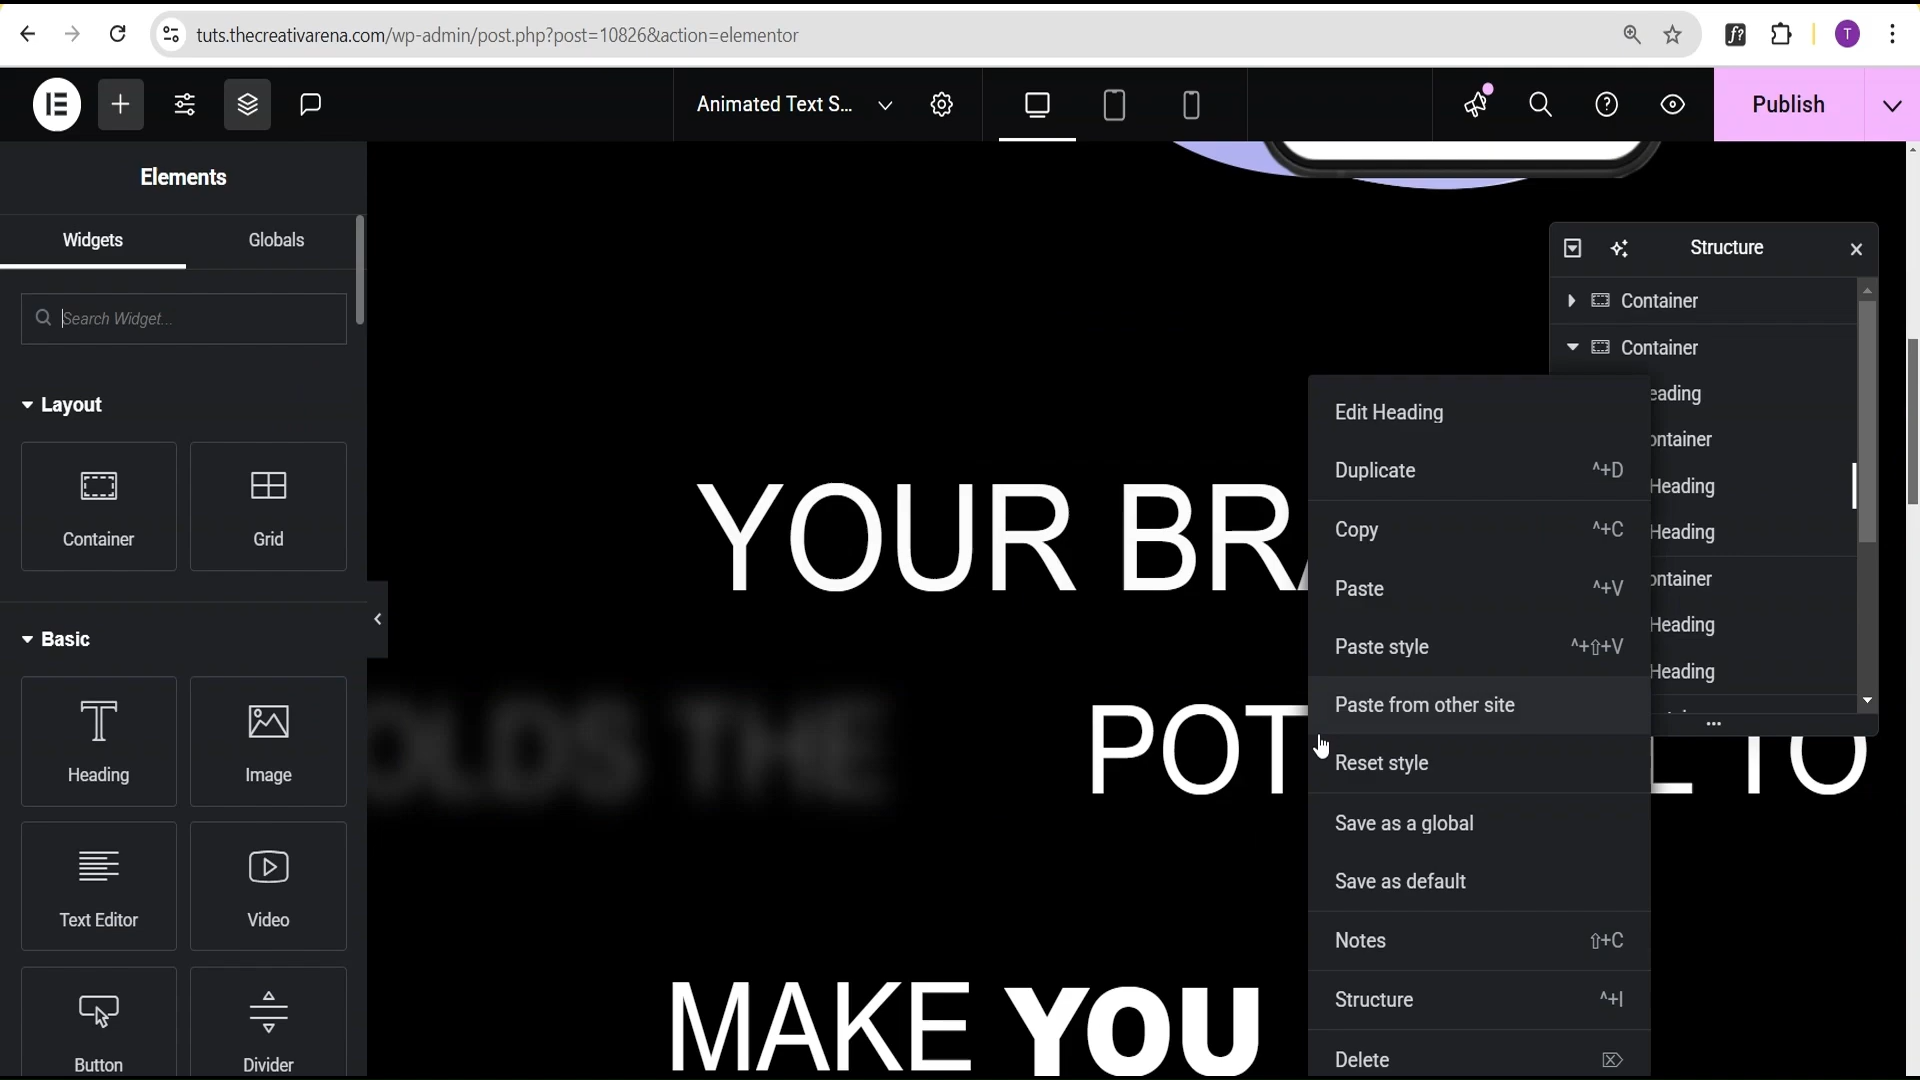 tuts.thecreativarena.com/wp-admin/post.php?post=10826&action=elementor
T
Animated Text S...
Publish
Elements
Widgets
Globals
Search Widget...
Layout
Container
Grid
Basic
Heading
Image
Text Editor
Video
Button
Divider
YOUR BRA
OLDS THE
POT
L TO
MAKE YOU
Structure
Container
Container
eading
ontainer
Heading
Heading
ontainer
Heading
Heading
Edit Heading
Duplicate ^+D
Copy ^+C
Paste ^+V
Paste style ^+⇧+V
Paste from other site
Reset style
Save as a global
Save as default
Notes ⇧+C
Structure ^+I
Delete ⌦